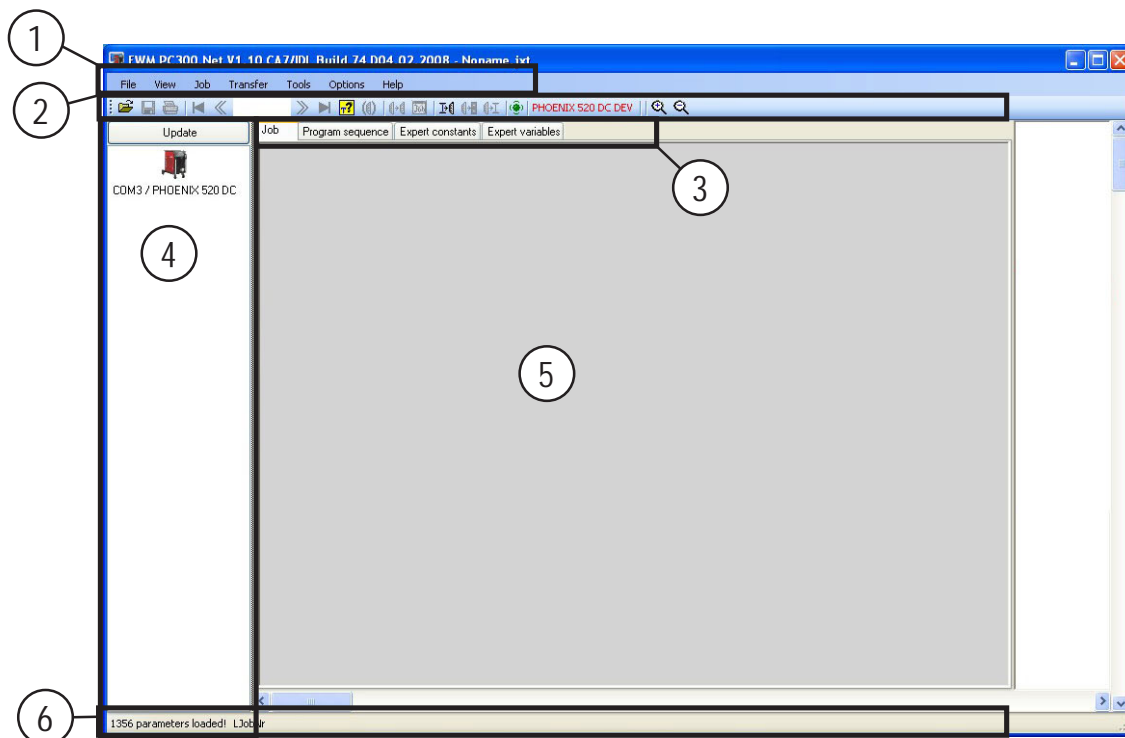 1
EWM PC300.Net V1.10 CA7/JDL Build 74 D04.02.2008 - Noname.jxt
File View Job Transfer Tools Options Help
2
PHOENIX 520 DC DEV
Update
Job Program sequence Expert constants Expert variables
3
COM3 / PHOENIX 520 DC
4
5
6
1356 parameters loaded! LJobNr